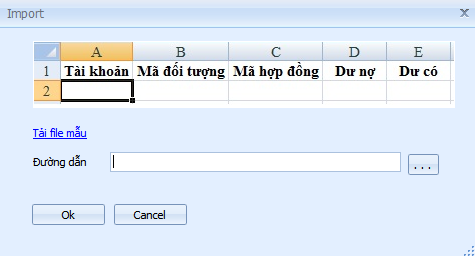 Import
A B C D E
1 Tài khoản Mã đối tượng Mã hợp đồng Dư nợ Dư có
2
Tải file mẫu
Đường dẫn ...
Ok Cancel